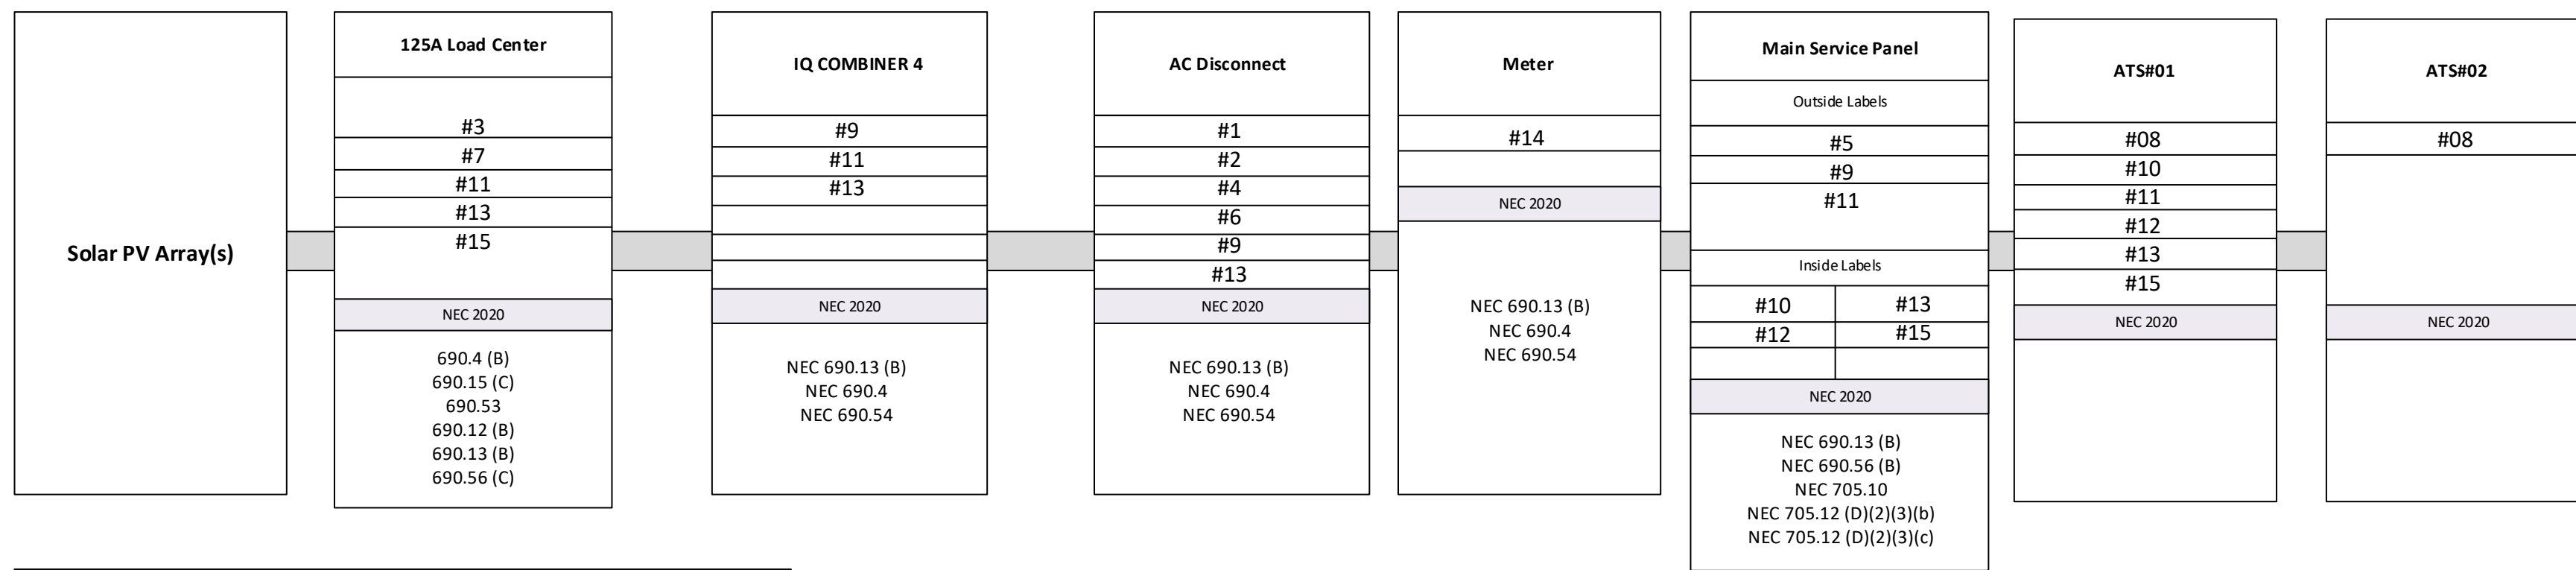 Solar PV Array(s)
125A Load Center
#3
#7
#11
#13
#15
NEC 2020
690.4 (B)
690.15 (C)
690.53
690.12 (B)
690.13 (B)
690.56 (C)
IQ COMBINER 4
#9
#11
#13
NEC 2020
NEC 690.13 (B)
NEC 690.4
NEC 690.54
AC Disconnect
#1
#2
#4
#6
#9
#13
NEC 2020
NEC 690.13 (B)
NEC 690.4
NEC 690.54
Meter
#14
NEC 2020
NEC 690.13 (B)
NEC 690.4
NEC 690.54
Main Service Panel
Outside Labels
#5
#9
#11
Inside Labels
#10 #13
#12 #15
NEC 2020
NEC 690.13 (B)
NEC 690.56 (B)
NEC 705.10
NEC 705.12 (D)(2)(3)(b)
NEC 705.12 (D)(2)(3)(c)
ATS#01
#08
#10
#11
#12
#13
#15
NEC 2020
ATS#02
#08
NEC 2020